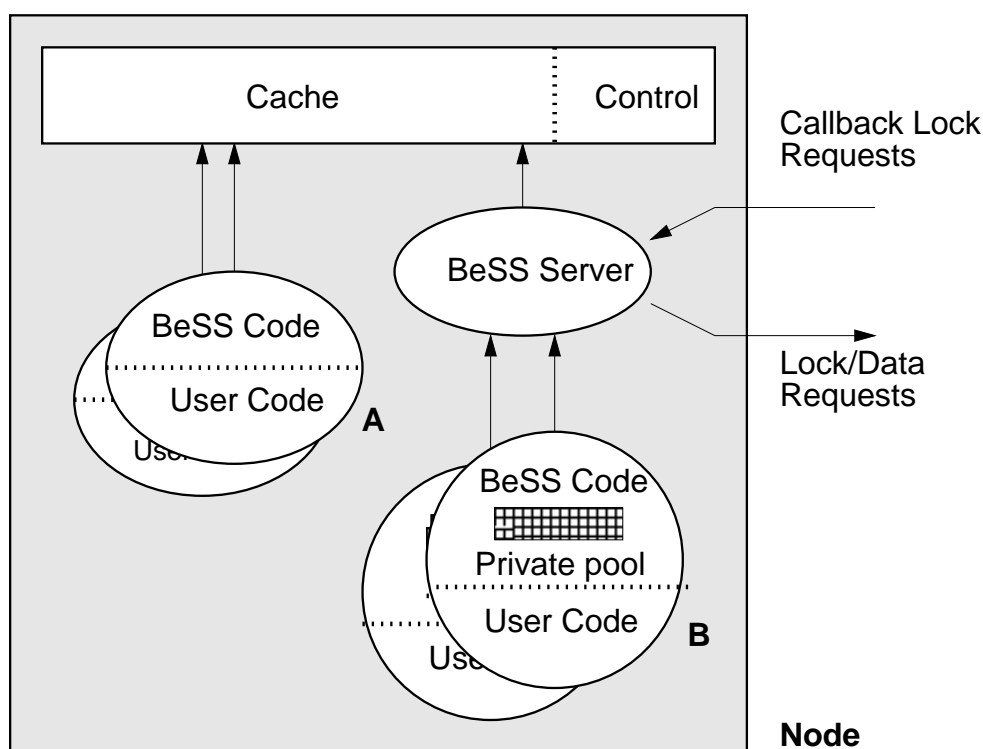 Cache
Control
Callback Lock
Requests
BeSS Server
BeSS Code
User Code
A
Lock/Data
Requests
BeSS Code
Private pool
User Code
B
Node